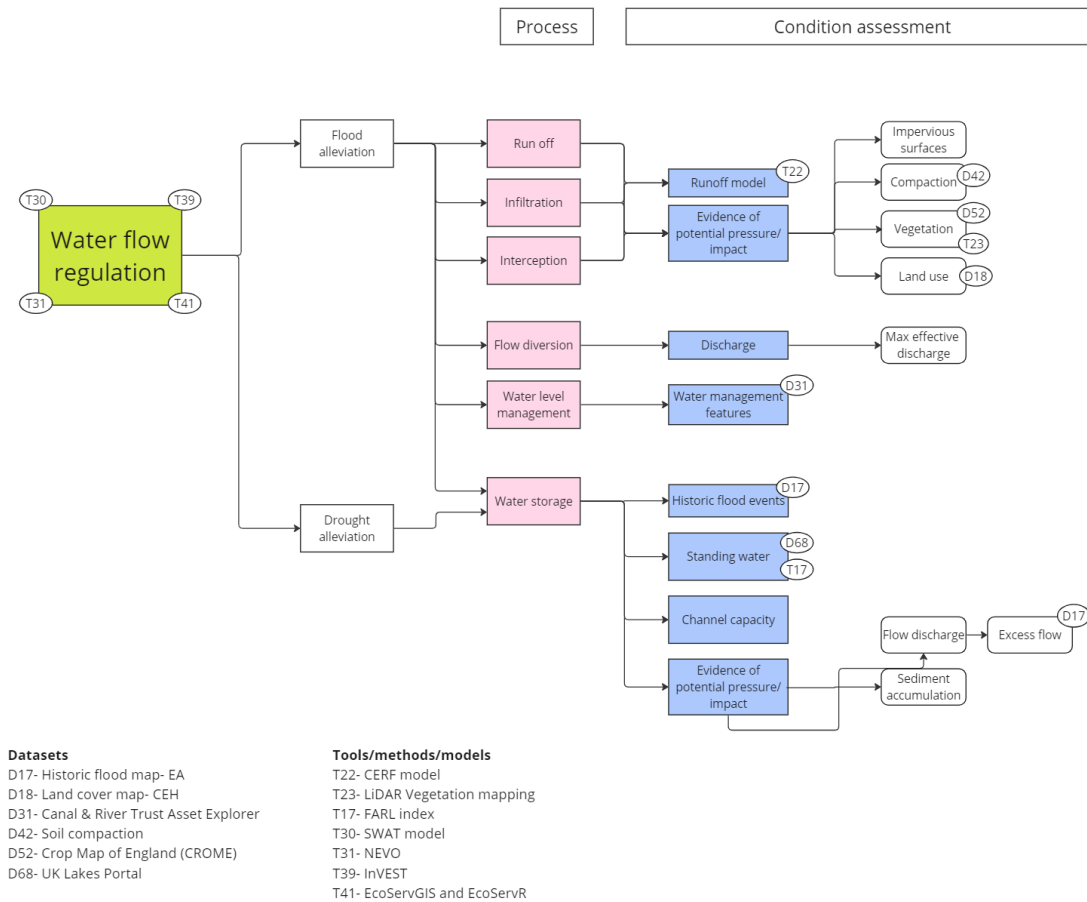 Process
Condition assessment
Flood
alleviation
Run off
Impervious
surfaces
T22
Runoff model
Compaction
D42
T30
T39
Infiltration
Evidence of
potential pressure/
impact
D52
Vegetation
T23
Water flow
regulation
Interception
Land use
D18
T31
T41
Flow diversion
Discharge
Max effective
discharge
Water level
management
D31
Water management
features
Water storage
D17
Historic flood events
Drought
alleviation
D68
Standing water
T17
Channel capacity
Flow discharge
D17
Excess flow
Evidence of
potential pressure/
impact
Sediment
accumulation
Datasets
D17- Historic flood map- EA
D18- Land cover map- CEH
D31- Canal & River Trust Asset Explorer
D42- Soil compaction
D52- Crop Map of England (CROME)
D68- UK Lakes Portal
Tools/methods/models
T22- CERF model
T23- LiDAR Vegetation mapping
T17- FARL index
T30- SWAT model
T31- NEVO
T39- InVEST
T41- EcoServGIS and EcoServR